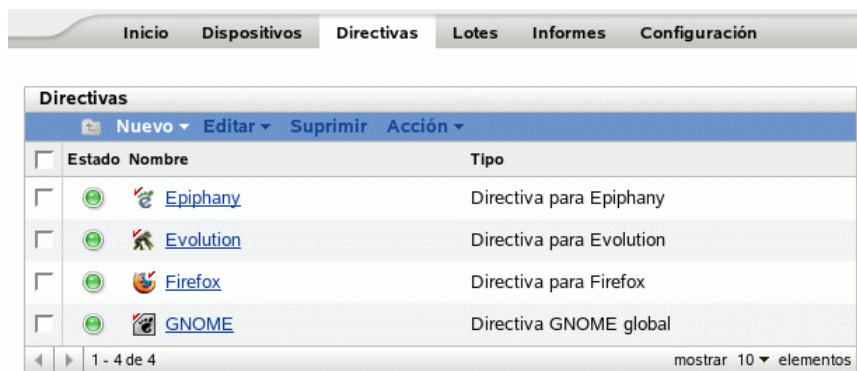 Inicio Dispositivos Directivas Lotes Informes Configuración
Directivas
Nuevo Editar Suprimir Acción
Estado Nombre Tipo
Epiphany Directiva para Epiphany
Evolution Directiva para Evolution
Firefox Directiva para Firefox
GNOME Directiva GNOME global
1 - 4 de 4 mostrar 10 elementos